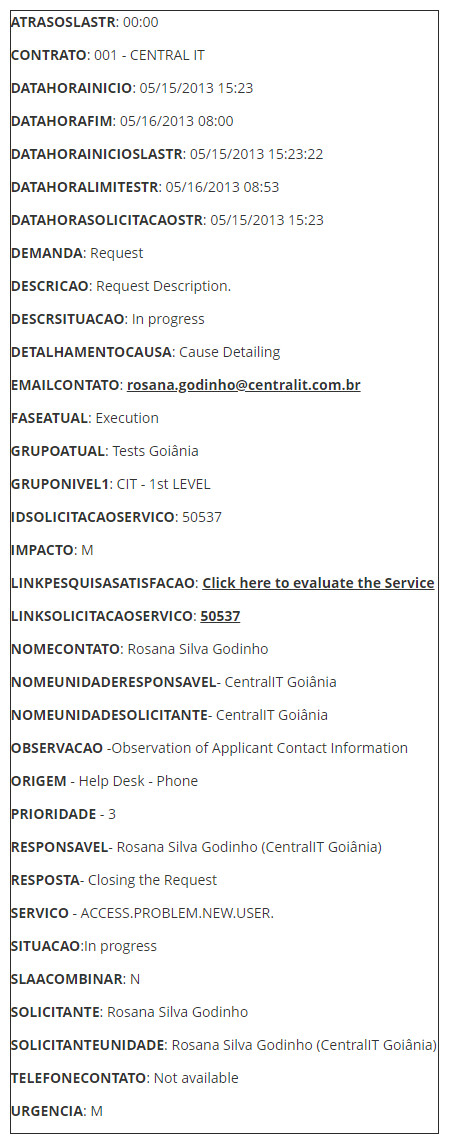 ATRASOSLASTR: 00:00
CONTRATO: 001 - CENTRAL IT
DATAHORAINICIO: 05/15/2013 15:23
DATAHORAFIM: 05/16/2013 08:00
DATAHORAINICIOSLASTR: 05/15/2013 15:23:22
DATAHORALIMITESTR: 05/16/2013 08:53
DATAHORASOLICITACAOSTR: 05/15/2013 15:23
DEMANDA: Request
DESCRICAO: Request Description.
DESCRSITUACAO: In progress
DETALHAMENTOCAUSA: Cause Detailing
EMAILCONTATO: rosana.godinho@centralit.com.br
FASEATUAL: Execution
GRUPOATUAL: Tests Goiânia
GRUPONIVEL1: CIT - 1st LEVEL
IDSOLICITACAOSERVICO: 50537
IMPACTO: M
LINKPESQUISASATISFACAO: Click here to evaluate the Service
LINKSOLICITACAOSERVICO: 50537
NOMECONTATO: Rosana Silva Godinho
NOMEUNIDADERESPONSAVEL- CentralIT Goiânia
NOMEUNIDADESOLICITANTE- CentralIT Goiânia
OBSERVACAO -Observation of Applicant Contact Information
ORIGEM - Help Desk - Phone
PRIORIDADE - 3
RESPONSAVEL- Rosana Silva Godinho (CentralIT Goiânia)
RESPOSTA- Closing the Request
SERVICO - ACCESS.PROBLEM.NEW.USER.
SITUACAO:In progress
SLAACOMBINAR: N
SOLICITANTE: Rosana Silva Godinho
SOLICITANTEUNIDADE: Rosana Silva Godinho (CentralIT Goiânia)
TELEFONECONTATO: Not available
URGENCIA: M